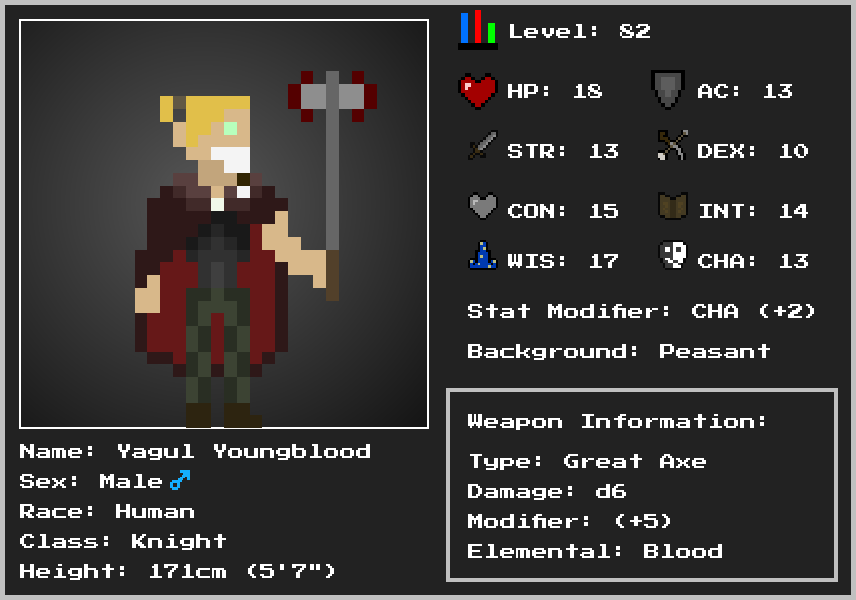 Level: 82
HP: 18
AC: 13
STR: 13
DEX: 10
CON: 15
INT: 14
WIS: 17
CHA: 13
Stat Modifier: CHA (+2)
Background: Peasant
Weapon Information:
Type: Great Axe
Damage: d6
Modifier: (+5)
Elemental: Blood
Name: Yagul Youngblood
Sex: Male ♂
Race: Human
Class: Knight
Height: 171cm (5'7")